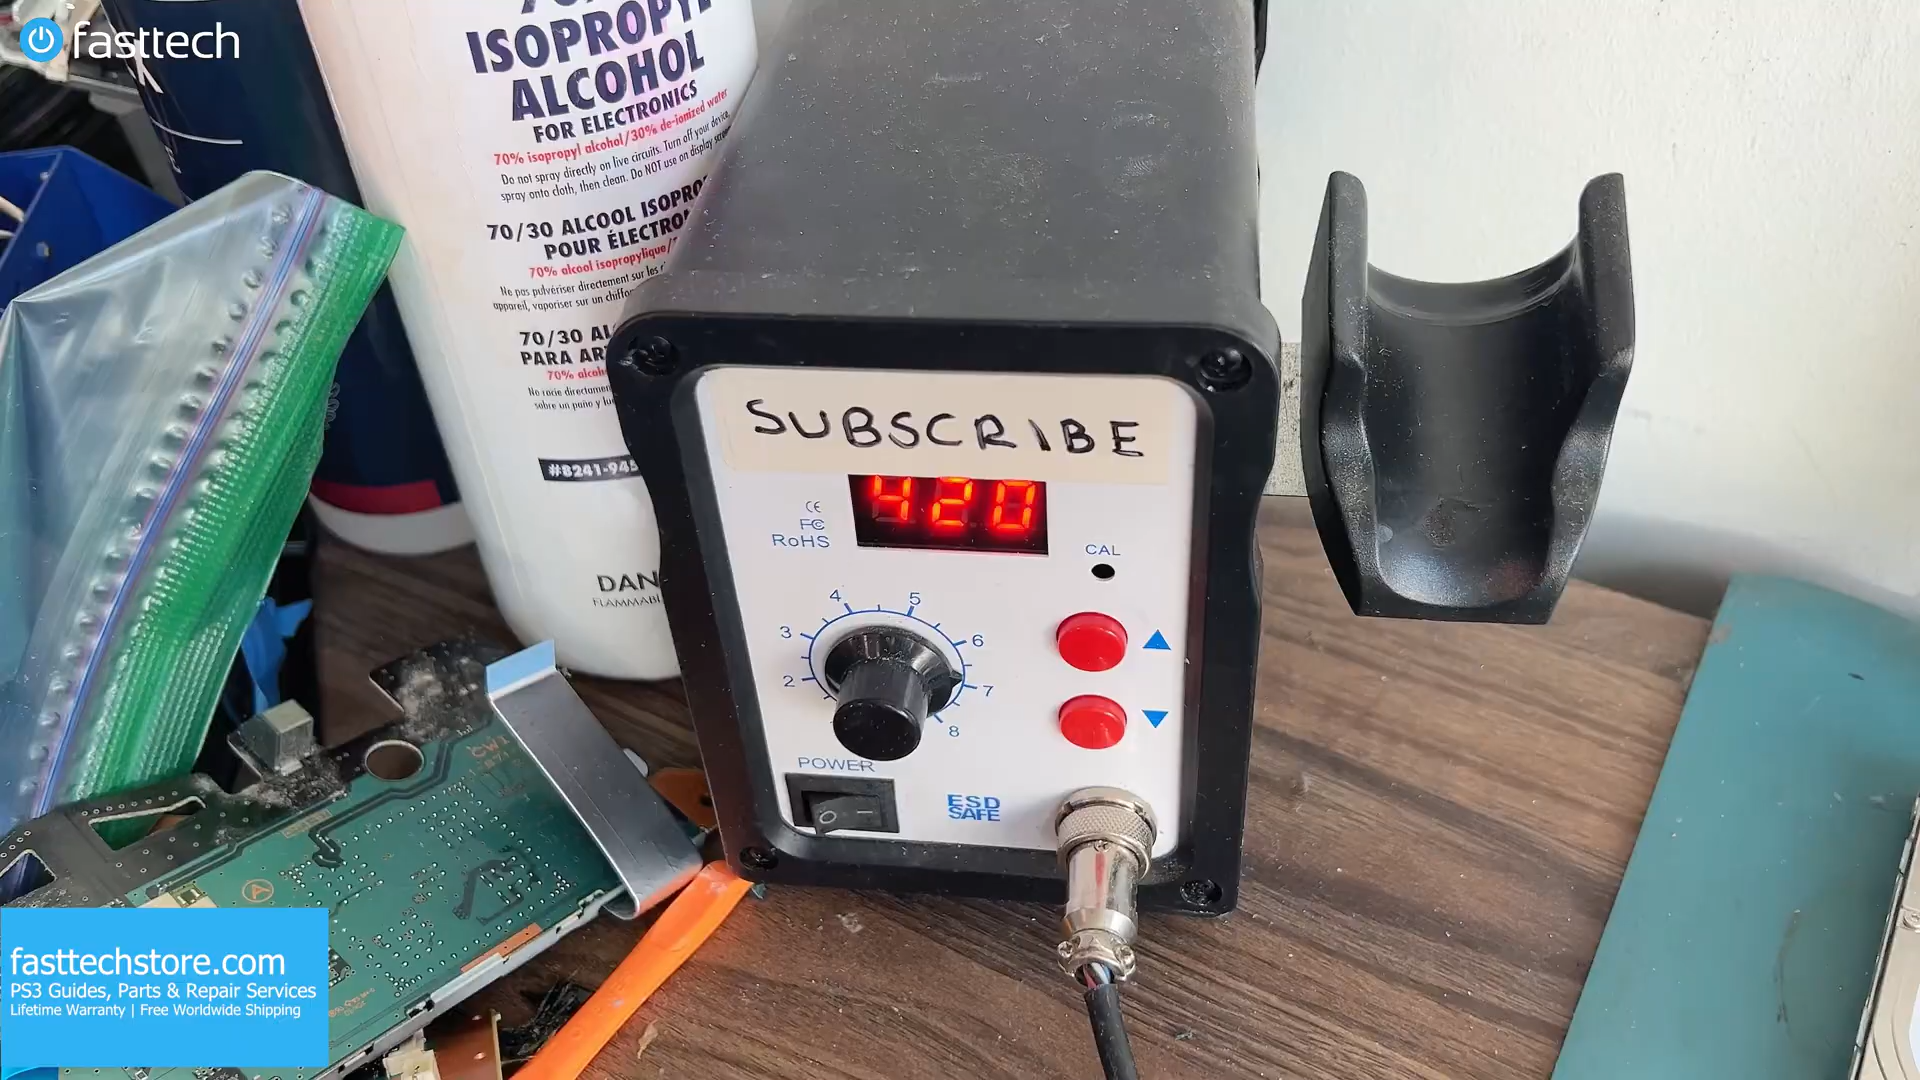 fasttech
ISOPROPYL
ALCOHOL
FOR ELECTRONICS
70% isopropyl alcohol/30% de-ionized water
Do not spray directly on live circuits. Turn off your device,
spray onto cloth, then clean. Do NOT use on display
70/30 ALCOOL ISOPRO
POUR ÉLECTRO
70% alcool isopropylique/
Ne pas pulvériser directement sur les
appareil, vaporiser sur un chiffon
70/30 AL
PARA AR
70% alcoh
No rocie directamen
sobre un paño y lu
#8241-945
DAN
FLAMMABL
SUBSCRIBE
420
CE
FC
RoHS
CAL
2 3 4 5 6 7 8
POWER
O I
ESD
SAFE
A
fasttechstore.com
PS3 Guides, Parts & Repair Services
Lifetime Warranty | Free Worldwide Shipping